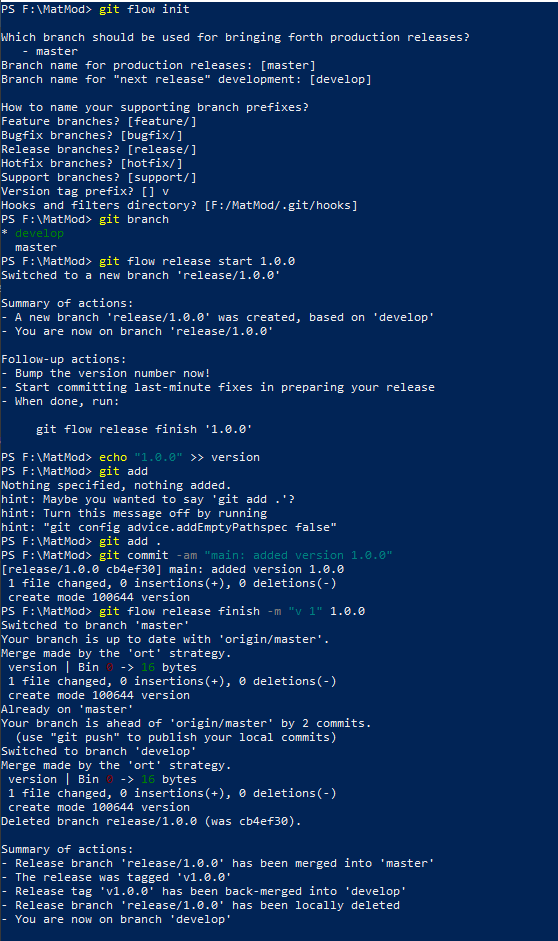 PS F:\MatMod> git flow init
Which branch should be used for bringing forth production releases?
   - master
Branch name for production releases: [master]
Branch name for "next release" development: [develop]
How to name your supporting branch prefixes?
Feature branches? [feature/]
Bugfix branches? [bugfix/]
Release branches? [release/]
Hotfix branches? [hotfix/]
Support branches? [support/]
Version tag prefix? [] v
Hooks and filters directory? [F:/MatMod/.git/hooks]
PS F:\MatMod> git branch
* develop
  master
PS F:\MatMod> git flow release start 1.0.0
Switched to a new branch 'release/1.0.0'
Summary of actions:
- A new branch 'release/1.0.0' was created, based on 'develop'
- You are now on branch 'release/1.0.0'
Follow-up actions:
- Bump the version number now!
- Start committing last-minute fixes in preparing your release
- When done, run:
     git flow release finish '1.0.0'
PS F:\MatMod> echo "1.0.0" >> version
PS F:\MatMod> git add
Nothing specified, nothing added.
hint: Maybe you wanted to say 'git add .'?
hint: Turn this message off by running
hint: "git config advice.addEmptyPathspec false"
PS F:\MatMod> git add .
PS F:\MatMod> git commit -am "main: added version 1.0.0"
[release/1.0.0 cb4ef30] main: added version 1.0.0
 1 file changed, 0 insertions(+), 0 deletions(-)
 create mode 100644 version
PS F:\MatMod> git flow release finish -m "v 1" 1.0.0
Switched to branch 'master'
Your branch is up to date with 'origin/master'.
Merge made by the 'ort' strategy.
 version | Bin 0 -> 16 bytes
 1 file changed, 0 insertions(+), 0 deletions(-)
 create mode 100644 version
Already on 'master'
Your branch is ahead of 'origin/master' by 2 commits.
  (use "git push" to publish your local commits)
Switched to branch 'develop'
Merge made by the 'ort' strategy.
 version | Bin 0 -> 16 bytes
 1 file changed, 0 insertions(+), 0 deletions(-)
 create mode 100644 version
Deleted branch release/1.0.0 (was cb4ef30).
Summary of actions:
- Release branch 'release/1.0.0' has been merged into 'master'
- The release was tagged 'v1.0.0'
- Release tag 'v1.0.0' has been back-merged into 'develop'
- Release branch 'release/1.0.0' has been locally deleted
- You are now on branch 'develop'